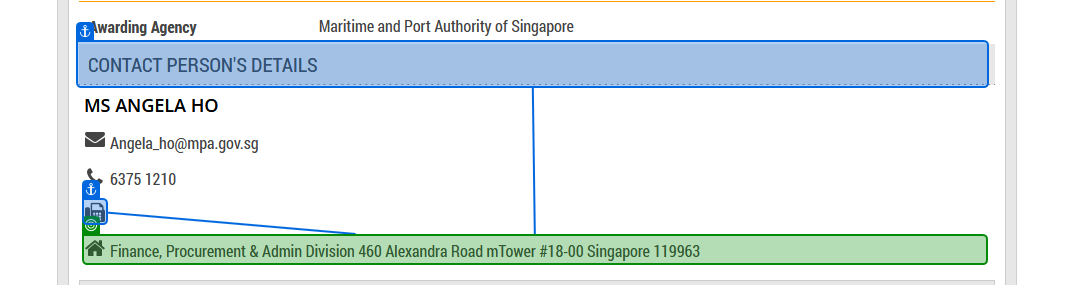 Awarding Agency Maritime and Port Authority of Singapore
CONTACT PERSON'S DETAILS
MS ANGELA HO
Angela_ho@mpa.gov.sg
6375 1210
Finance, Procurement & Admin Division 460 Alexandra Road mTower #18-00 Singapore 119963